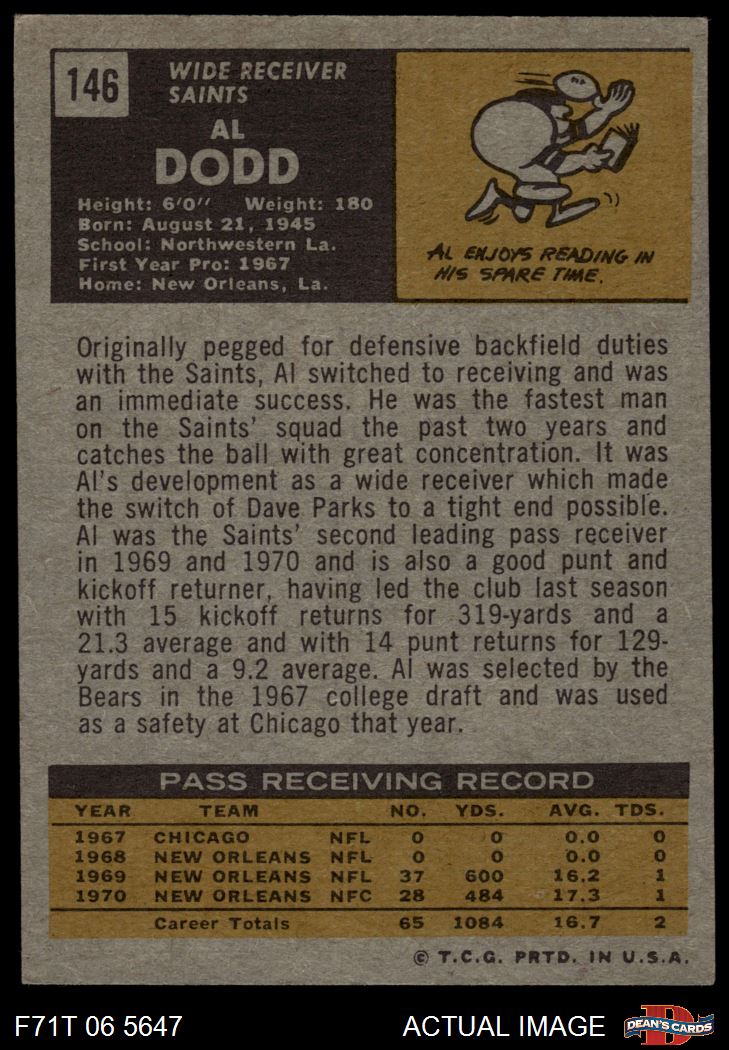 146
WIDE RECEIVER
SAINTS
AL
DODD
Height: 6'0'' Weight: 180
Born: August 21, 1945
School: Northwestern La.
First Year Pro: 1967
Home: New Orleans, La.
AL ENJOYS READING IN
HIS SPARE TIME.
Originally pegged for defensive backfield duties
with the Saints, Al switched to receiving and was
an immediate success. He was the fastest man
on the Saints' squad the past two years and
catches the ball with great concentration. It was
Al's development as a wide receiver which made
the switch of Dave Parks to a tight end possible.
Al was the Saints' second leading pass receiver
in 1969 and 1970 and is also a good punt and
kickoff returner, having led the club last season
with 15 kickoff returns for 319-yards and a
21.3 average and with 14 punt returns for 129-
yards and a 9.2 average. Al was selected by the
Bears in the 1967 college draft and was used
as a safety at Chicago that year.
PASS RECEIVING RECORD
YEAR TEAM NO. YDS. AVG. TDS.
1967 CHICAGO NFL 0 0 0.0 0
1968 NEW ORLEANS NFL 0 0 0.0 0
1969 NEW ORLEANS NFL 37 600 16.2 1
1970 NEW ORLEANS NFC 28 484 17.3 1
Career Totals 65 1084 16.7 2
© T.C.G. PRTD. IN U.S.A.
F71T 06 5647 ACTUAL IMAGE
D
DEAN'S CARDS